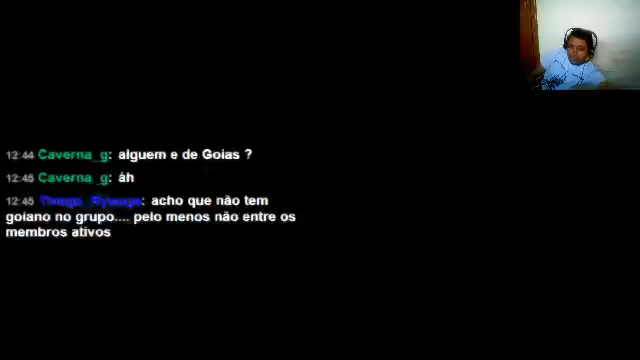 12:44 Caverna_g: alguem e de Goias ?
12:45 Caverna_g: áh
12:45 : acho que não tem
goiano no grupo.... pelo menos não entre os
membros ativos